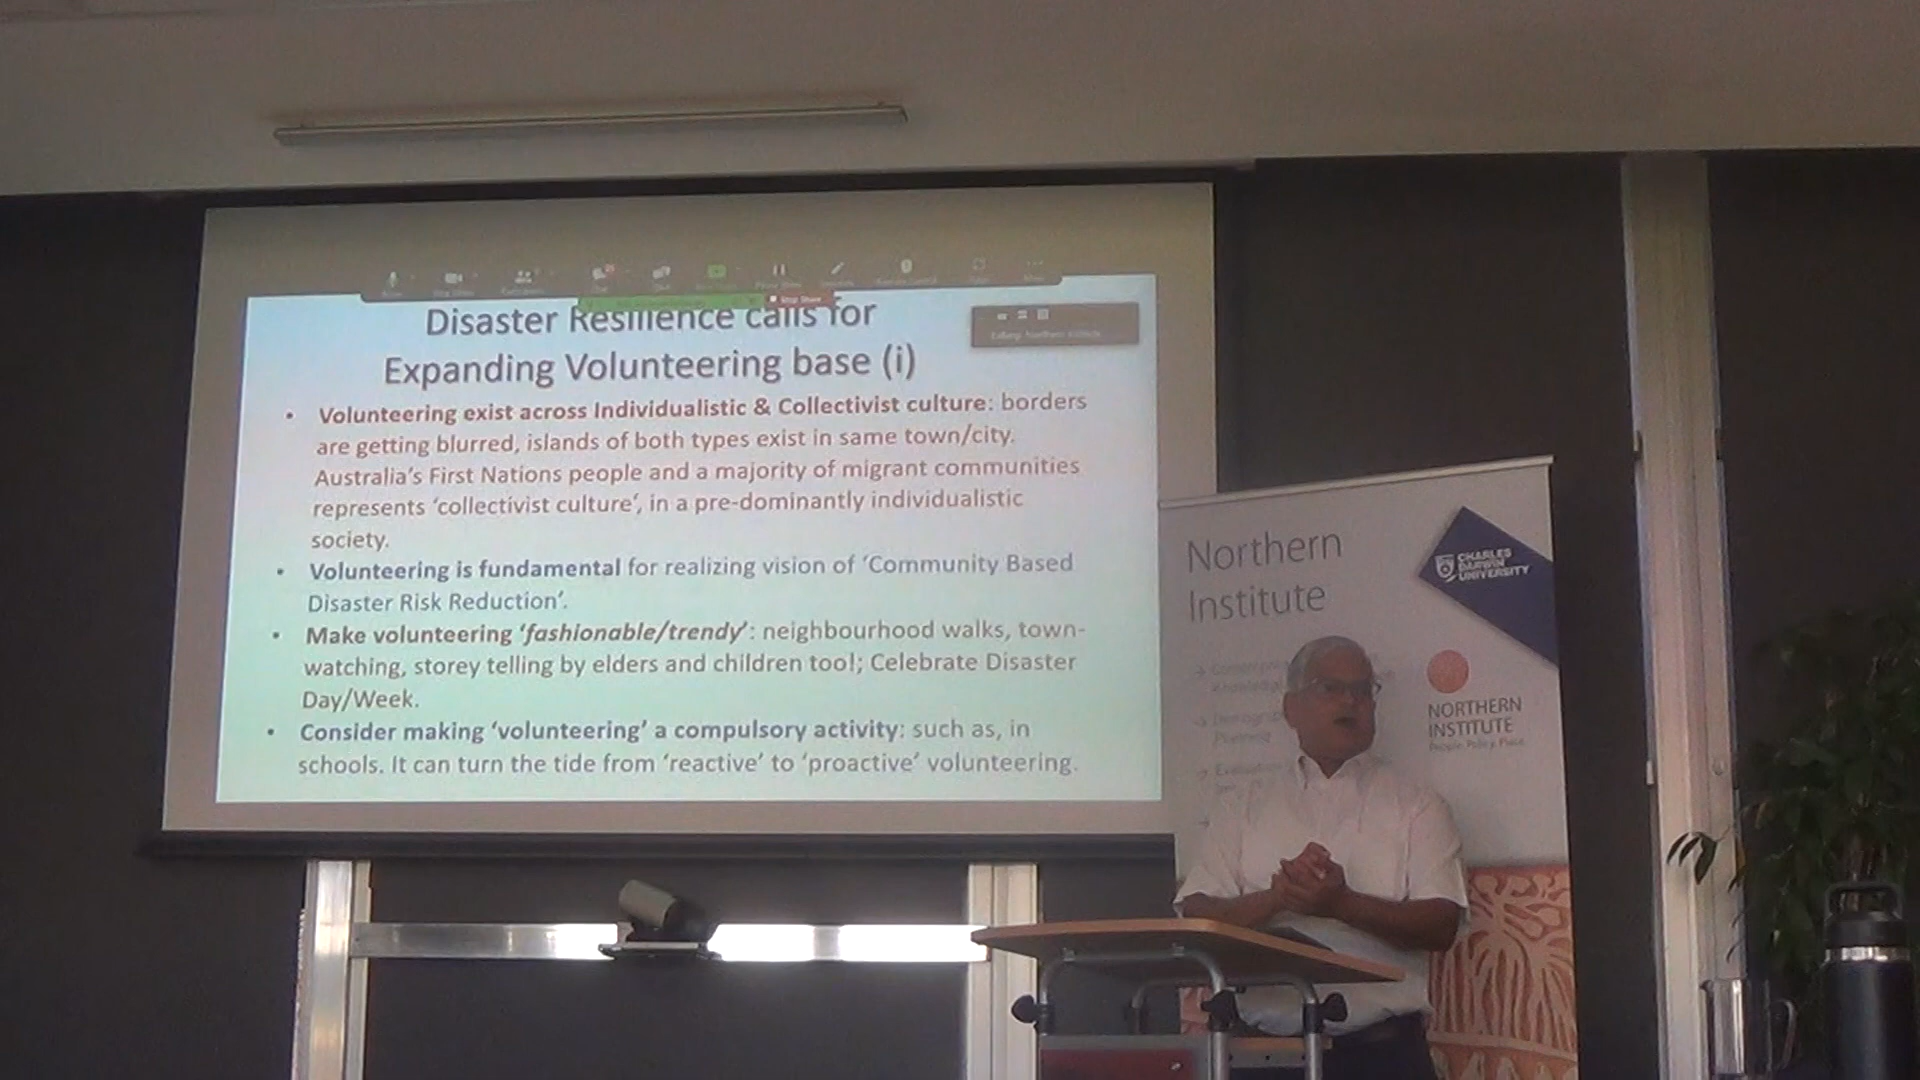 Stop Share
Disaster Resilience calls for
Expanding Volunteering base (i)
• Volunteering exist across Individualistic & Collectivist culture: borders
are getting blurred, islands of both types exist in same town/city.
Australia's First Nations people and a majority of migrant communities
represents 'collectivist culture', in a pre-dominantly individualistic
society.
• Volunteering is fundamental for realizing vision of 'Community Based
Disaster Risk Reduction'.
• Make volunteering 'fashionable/trendy': neighbourhood walks, town-
watching, storey telling by elders and children too!; Celebrate Disaster
Day/Week.
• Consider making 'volunteering' a compulsory activity: such as, in
schools. It can turn the tide from 'reactive' to 'proactive' volunteering.
Northern
Institute
CHARLES
DARWIN
UNIVERSITY
NORTHERN
INSTITUTE
People. Policy. Place.